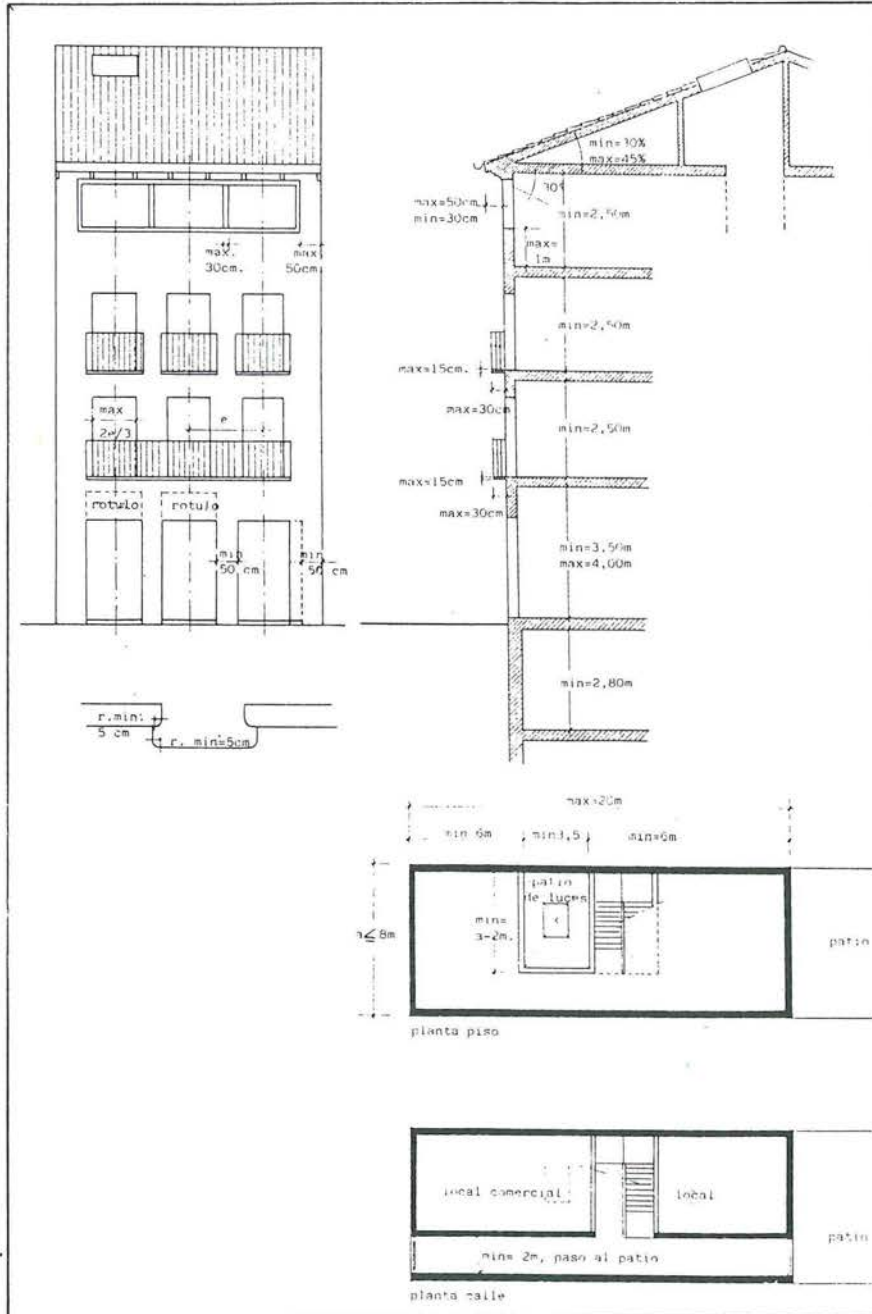 min=30%
max=45%
30°
max=50cm
min=30cm
min=2,50m
max=
1m
max.
30cm.
max
50cm.
min=2,50m
max=15cm.
max=30cm
max
2e/3
e
min=2,50m
max=15cm
max=30cm
rotulo
rotulo
min
50 cm
min
50 cm
min=3,50m
max=4,00m
min=2,80m
r.min:
5 cm
r. min=5cm
max=20m
min 6m
min3,5
min=6m
patio
de luces
min=
a-2m.
a≤8m
patio
planta piso
local comercial
local
patio
min= 2m, paso al patio
planta calle